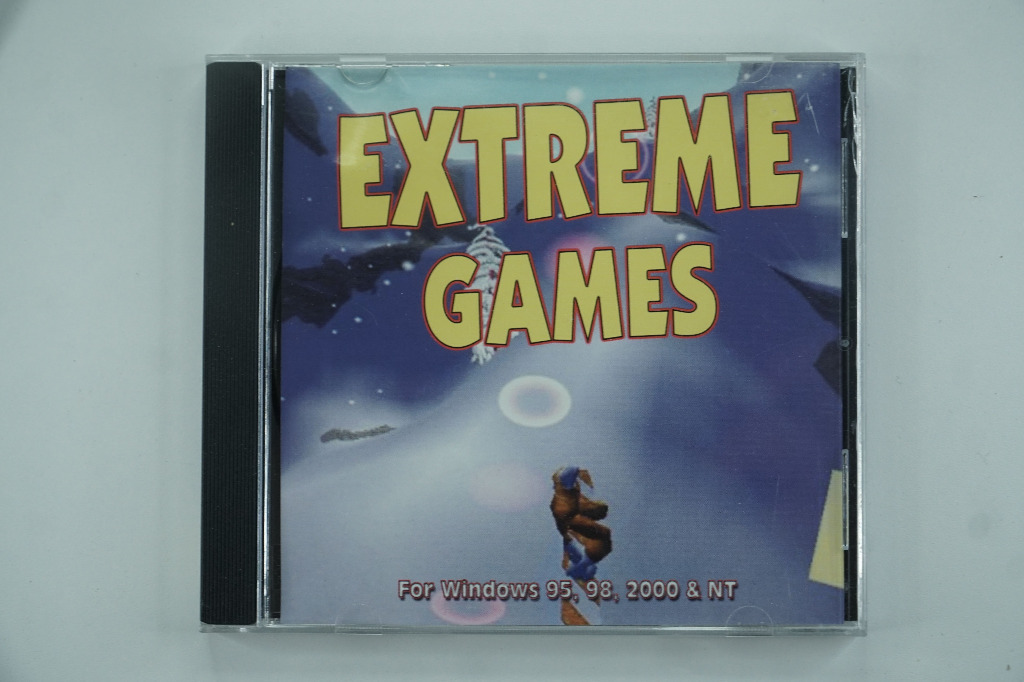 EXTREME
GAMES
For Windows 95, 98, 2000 & NT